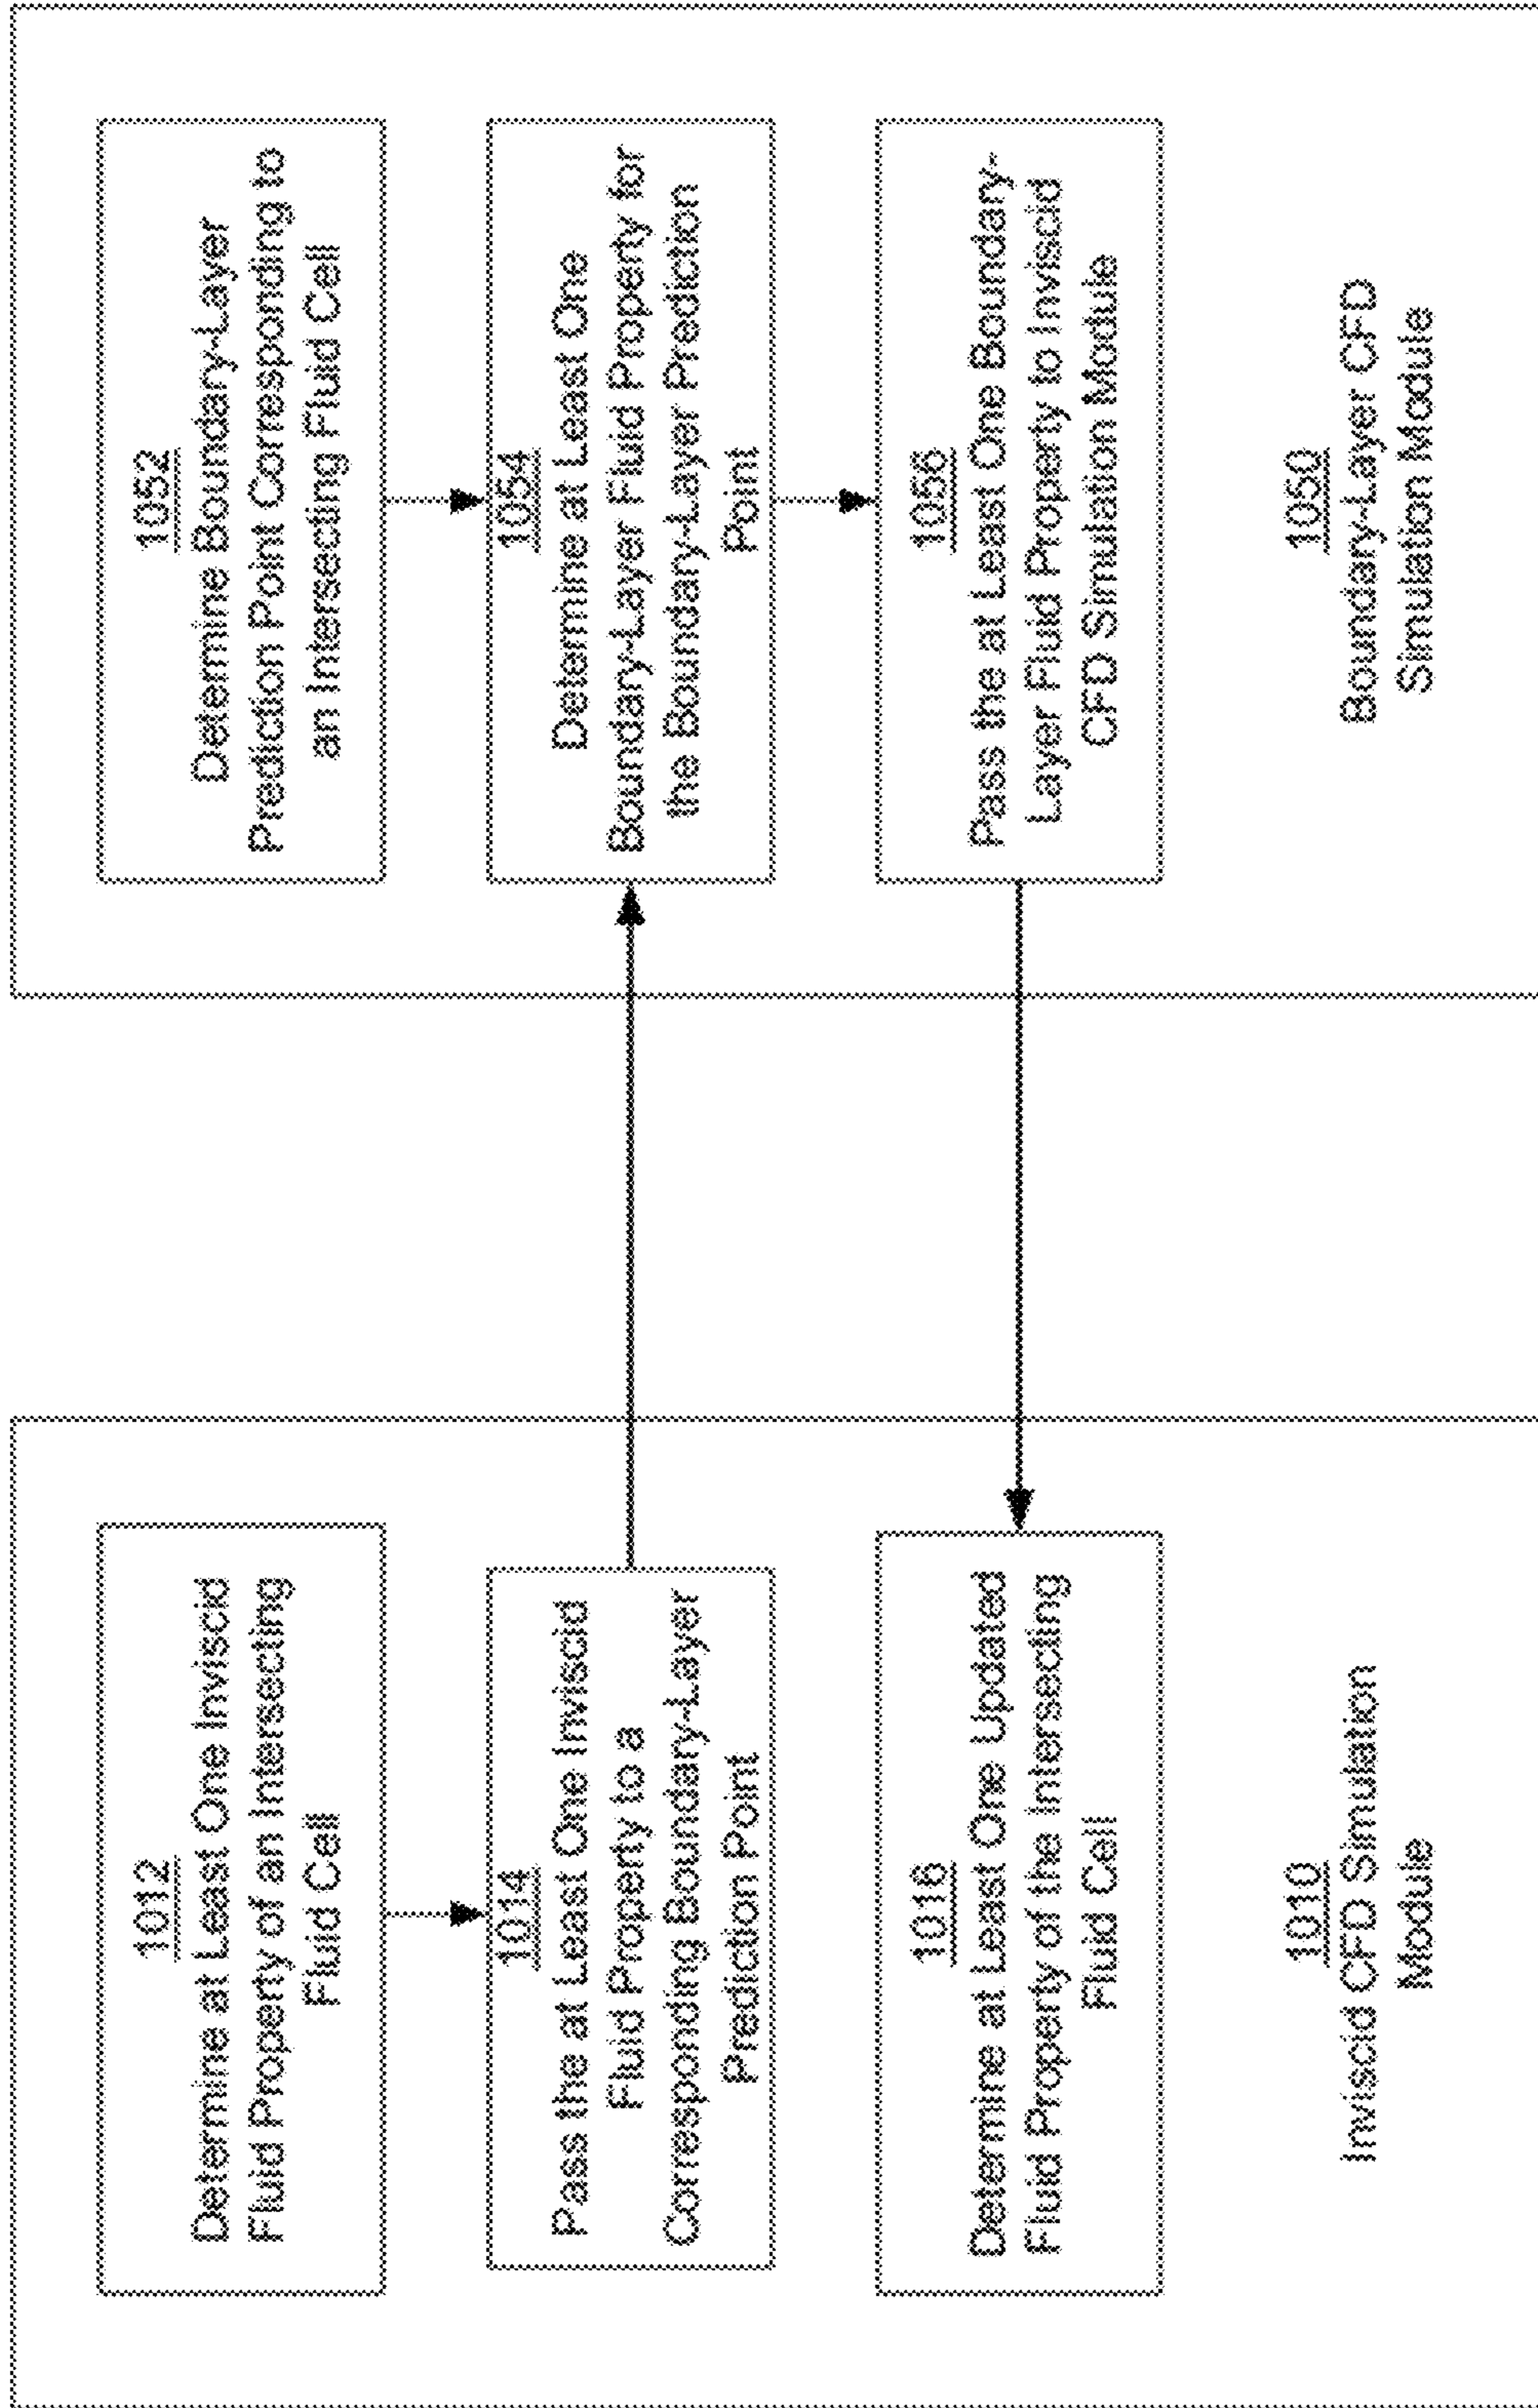 1012
Determine at Least One Inviscid
Fluid Property of an Intersecting
Fluid Cell
1014
Pass the at Least One Inviscid
Fluid Property to a
Corresponding Boundary-Layer
Prediction Point
1016
Determine at Least One Updated
Fluid Property of the Intersecting
Fluid Cell
1010
Inviscid CFD Simulation
Module
1052
Determine Boundary-Layer
Prediction Point Corresponding to
an Intersecting Fluid Cell
1054
Determine at Least One
Boundary-Layer Fluid Property for
the Boundary-Layer Prediction
Point
1056
Pass the at Least One Boundary-
Layer Fluid Property to Inviscid
CFD Simulation Module
1050
Boundary-Layer CFD
Simulation Module